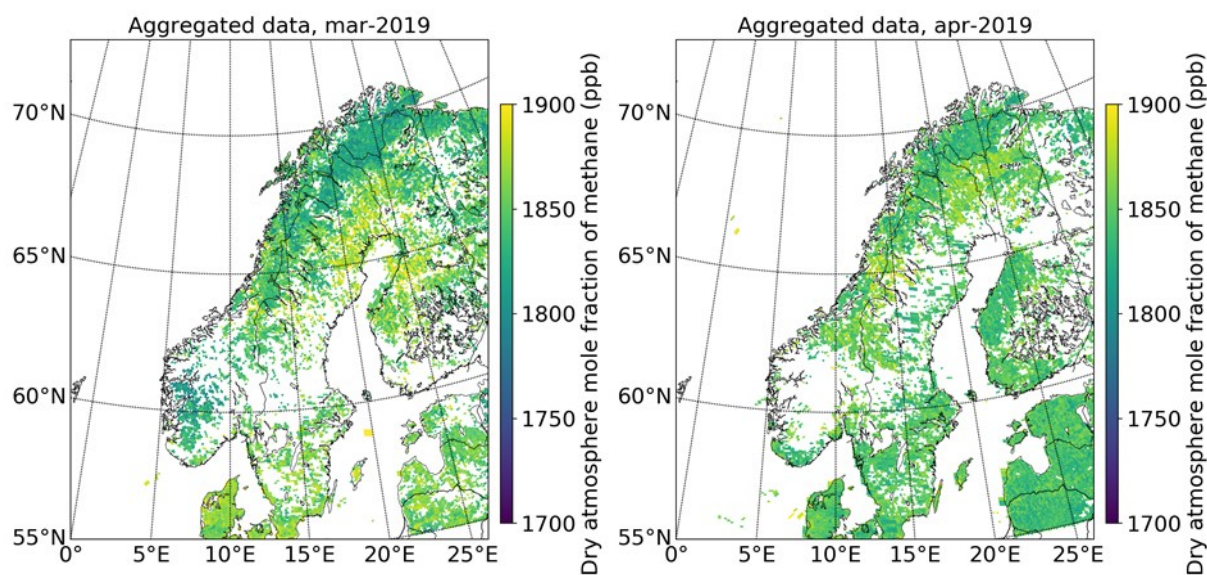 Aggregated data, mar-2019
70°N
65°N
60°N
55°N
0
5°E
10°E
15°E
20°E
25°E
1900
1850
1800
1750
1700
Dry atmosphere mole fraction of methane (ppb)
Aggregated data, apr-2019
70°N
65°N
60°N
55°N
0
5°E
10°E
15°E
20°E
25°E
1900
1850
1800
1750
1700
Dry atmosphere mole fraction of methane (ppb)